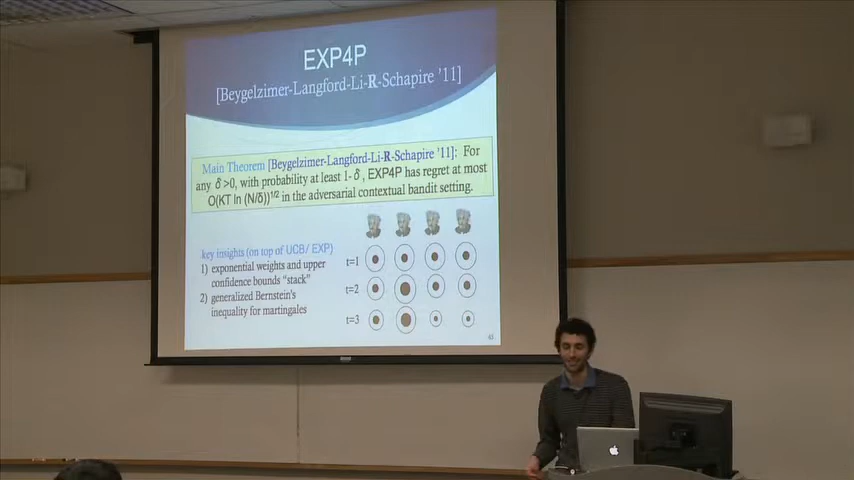 EXP4P
[Beygelzimer-Langford-Li-R-Schapire '11]
Main Theorem [Beygelzimer-Langford-Li-R-Schapire '11]: For
any δ>0, with probability at least 1-δ, EXP4P has regret at most
O(KT ln (N/δ))^1/2 in the adversarial contextual bandit setting.
key insights (on top of UCB/ EXP)
1) exponential weights and upper
confidence bounds "stack"
2) generalized Bernstein's
inequality for martingales
t=1
t=2
t=3